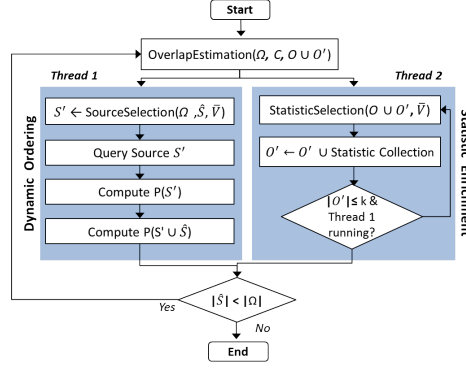 Start
OverlapEstimation(Ω, C, O ∪ O′)
Thread 1
Thread 2
Dynamic Ordering
S′ ← SourceSelection(Ω ,Ŝ, V̄)
Query Source S′
Compute P(S′)
Compute P(S' ∪ Ŝ)
StatisticSelection(O ∪ O′, V̄)
O′ ← O′ ∪ Statistic Collection
|O′| ≤ k &
Thread 1
running?
Statistic Enrichment
|Ŝ| < |Ω|
Yes
No
End